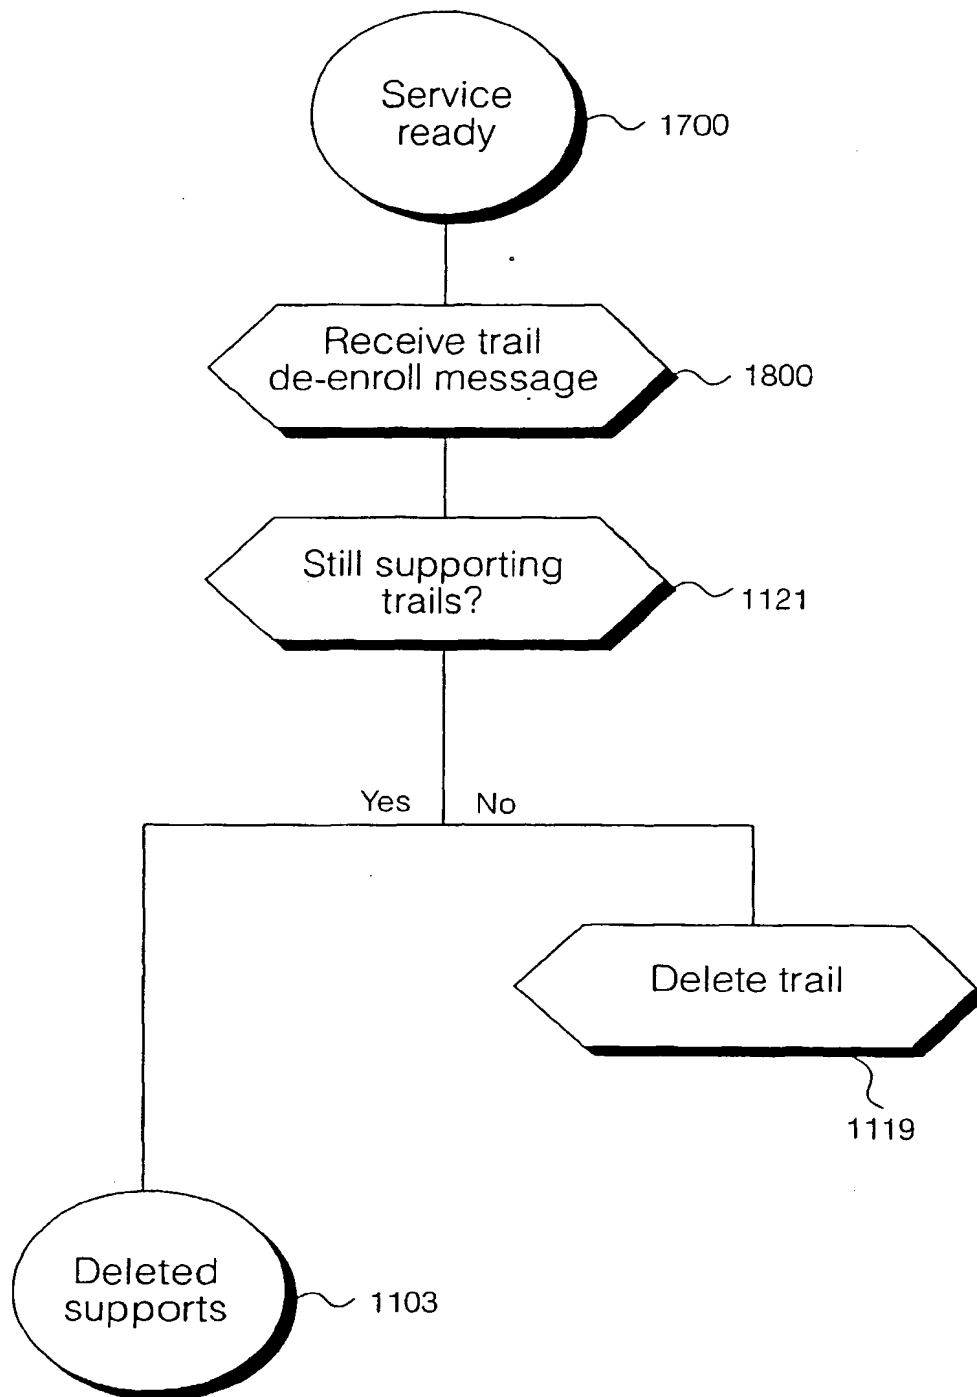 Service
ready
1700
Receive trail
de-enroll message
1800
Still supporting
trails?
1121
Yes
No
Delete trail
1119
Deleted
supports
1103